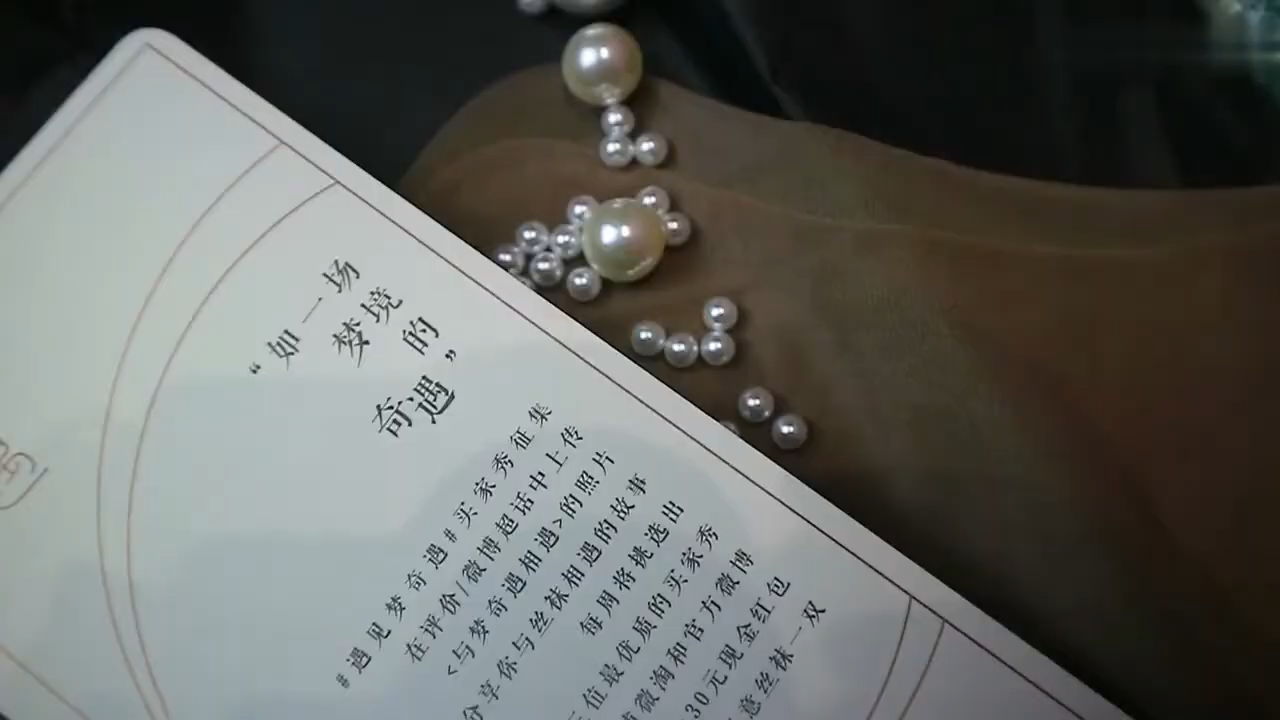 “如一场
梦境
的”
奇遇
#遇见梦奇遇#买家秀征集
在评价/微博超话中上传
<与梦奇遇相遇>的照片
分享你与丝袜相遇的故事
每周将挑选出
位最优质的买家秀
微淘和官方微博
30元现金红包
意丝袜一双